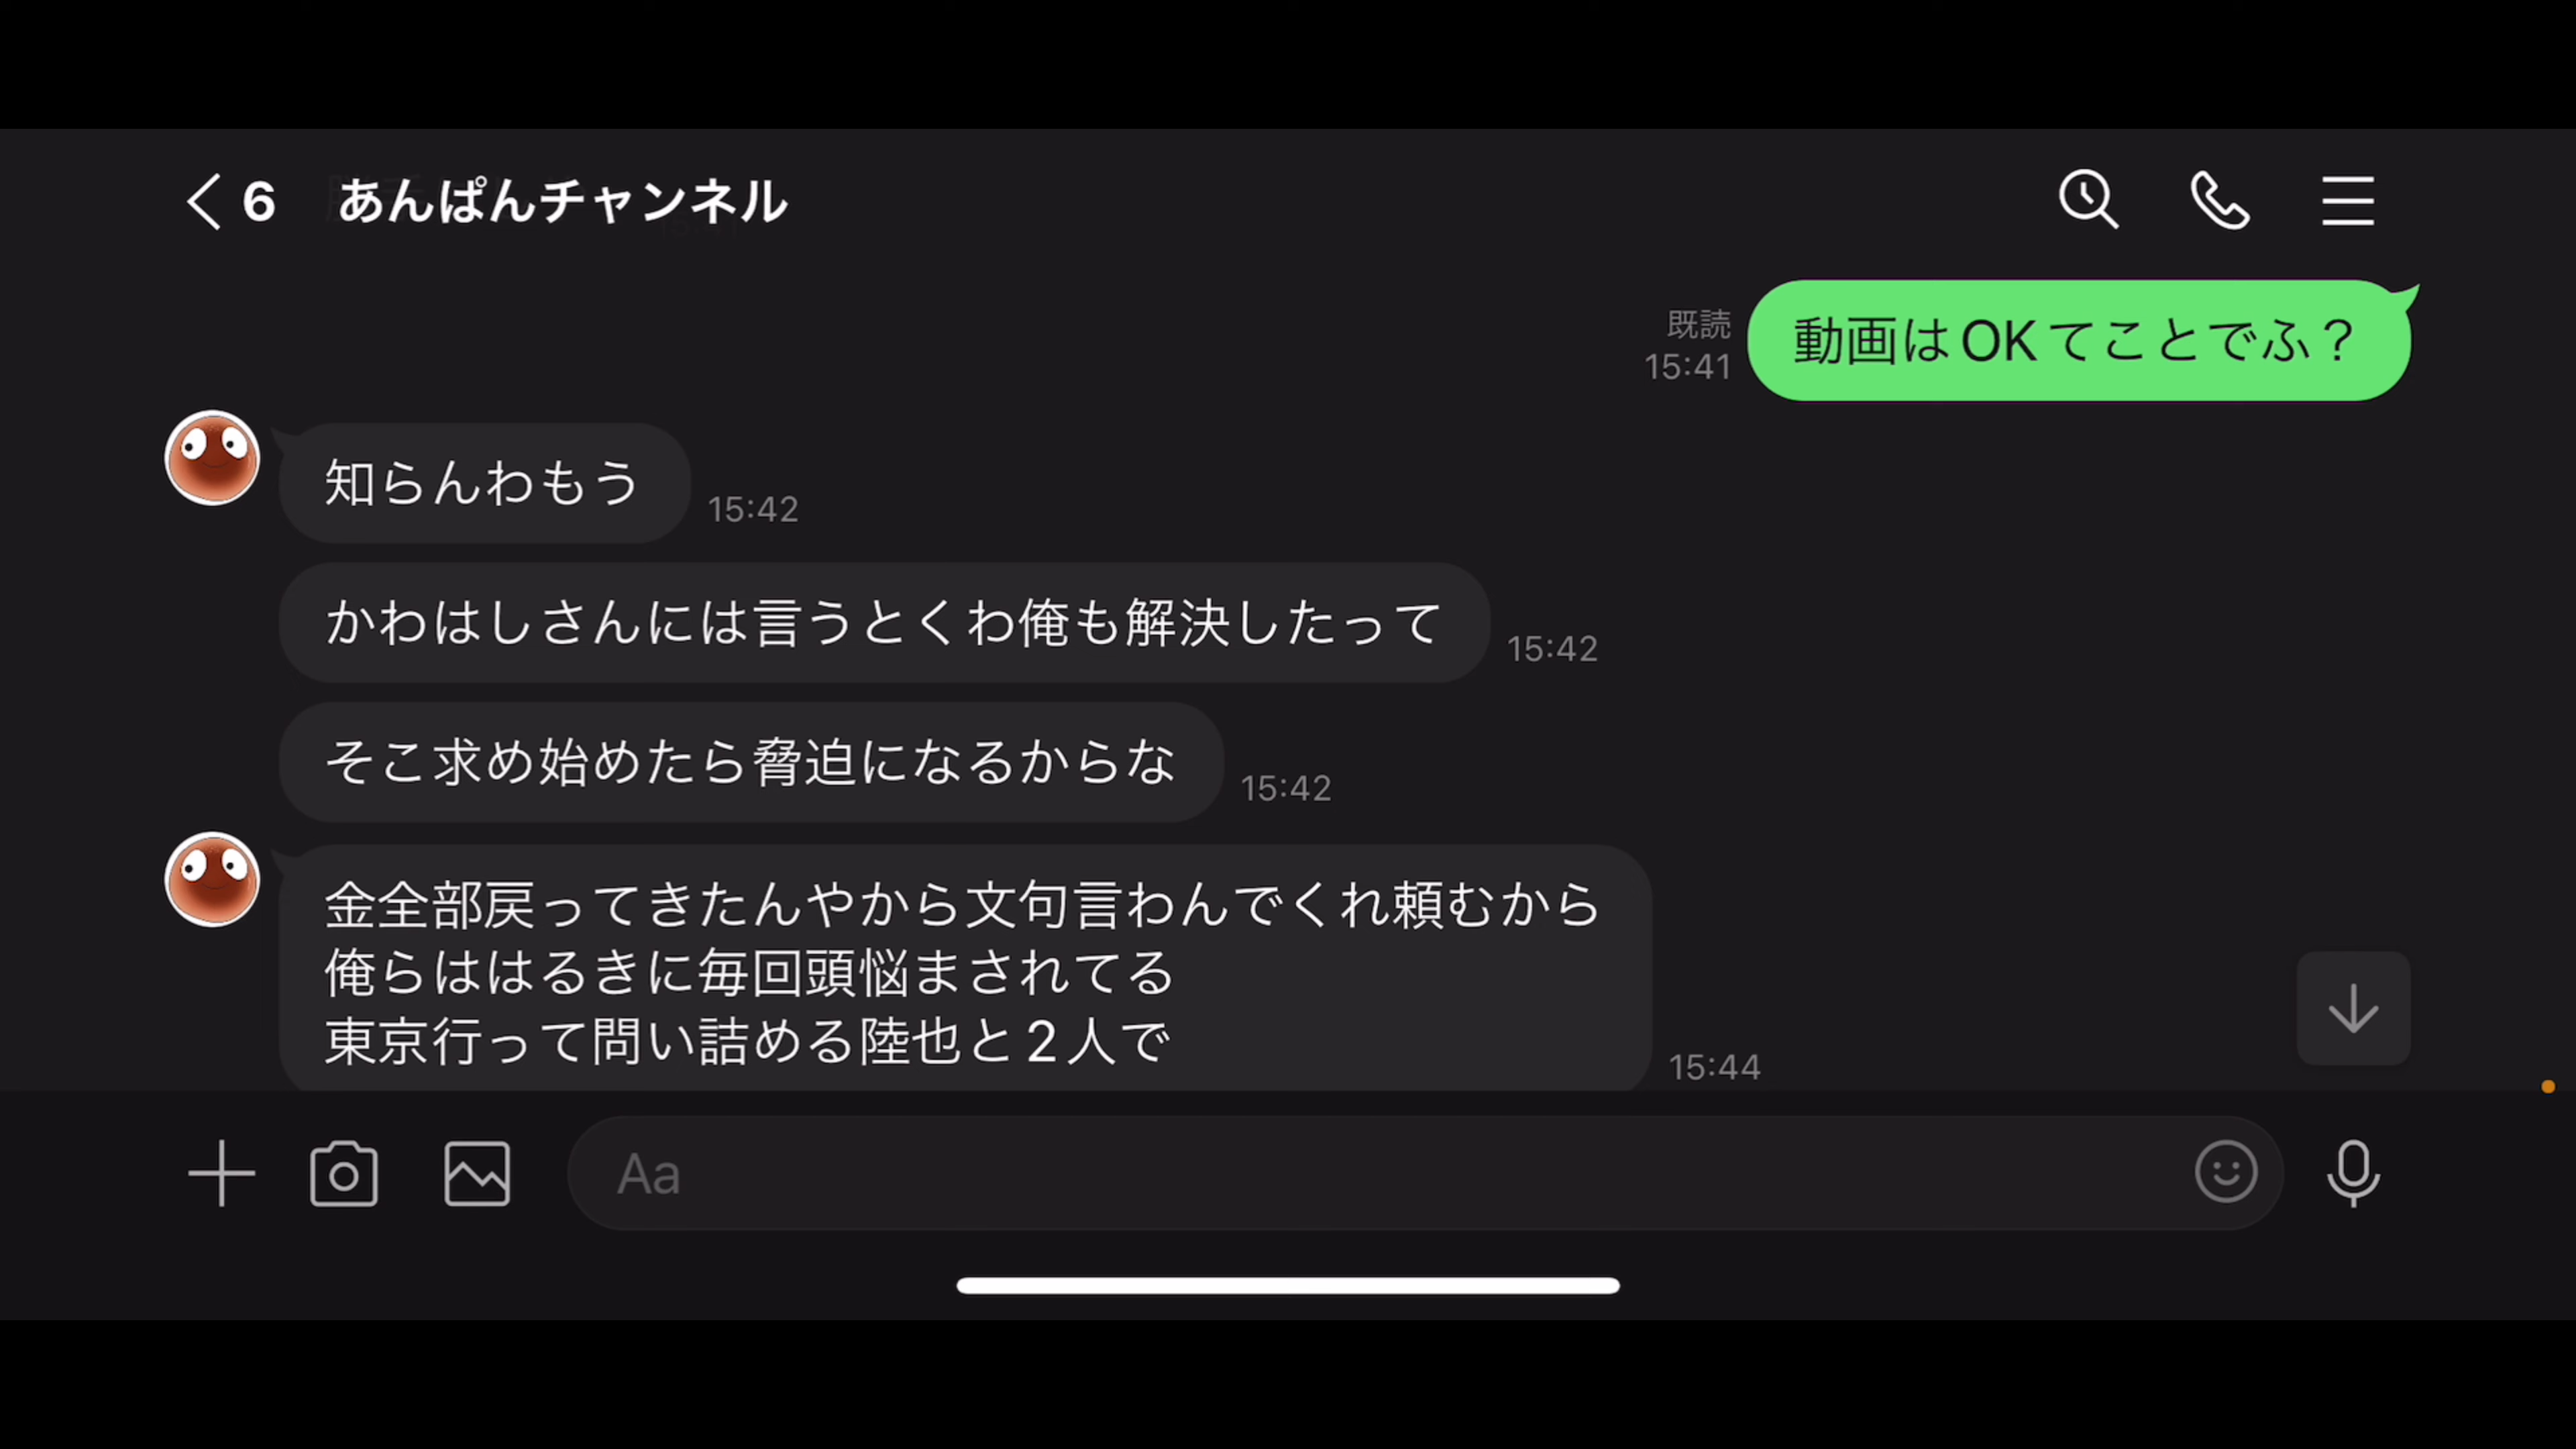 6 あんぱんチャンネル
動画はOKてことでふ？
既読
15:41
知らんわもう
15:42
かわはしさんには言うとくわ俺も解決したって
15:42
そこ求め始めたら脅迫になるからな
15:42
金全部戻ってきたんやから文句言わんでくれ頼むから
俺らははるきに毎回頭悩まされてる
東京行って問い詰める陸也と2人で
15:44
Aa